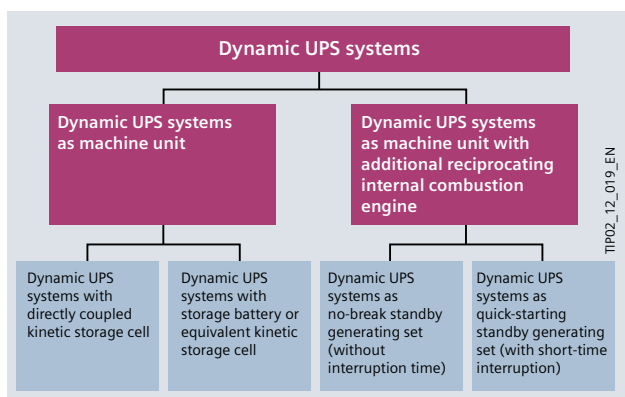 Dynamic UPS systems
Dynamic UPS systems
as machine unit
Dynamic UPS systems
as machine unit with
additional reciprocating
internal combustion
engine
Dynamic UPS
systems with
directly coupled
kinetic storage cell
Dynamic UPS
systems with
storage battery or
equivalent kinetic
storage cell
Dynamic UPS
systems as
no-break standby
generating set
(without
interruption time)
Dynamic UPS
systems as
quick-starting
standby generating
set (with short-time
interruption)
TIP02_12_019_EN